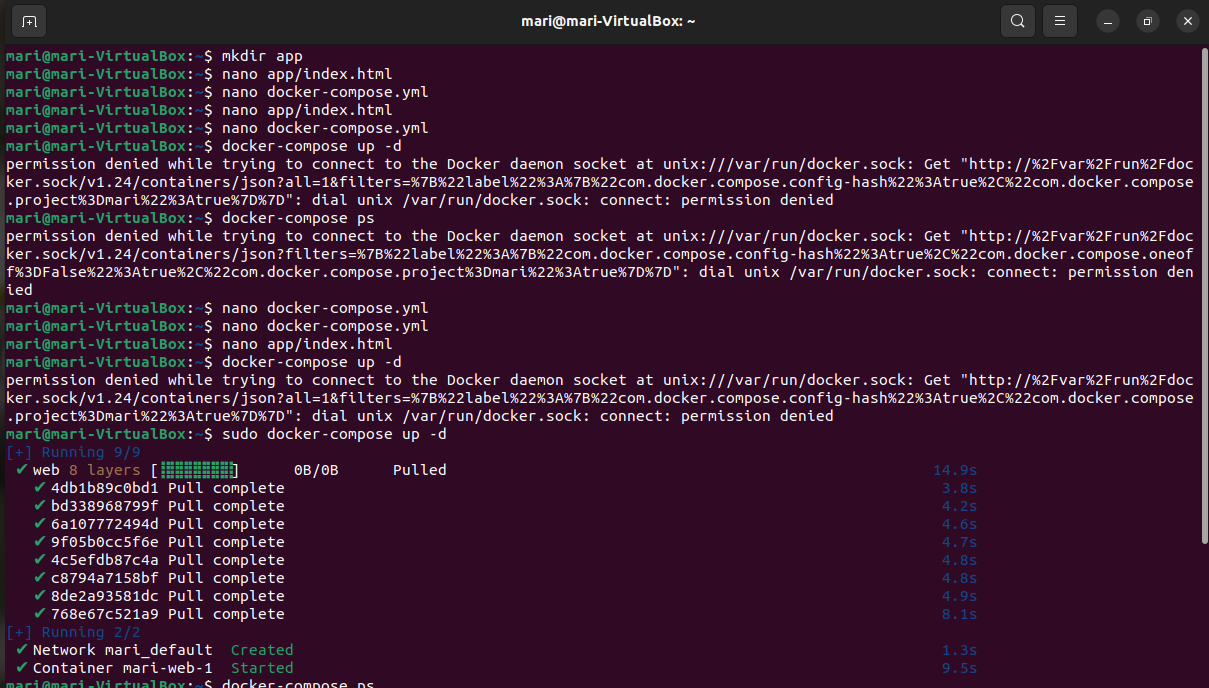 mari@mari-VirtualBox: ~
mari@mari-VirtualBox:~$ mkdir app
mari@mari-VirtualBox:~$ nano app/index.html
mari@mari-VirtualBox:~$ nano docker-compose.yml
mari@mari-VirtualBox:~$ nano app/index.html
mari@mari-VirtualBox:~$ nano docker-compose.yml
mari@mari-VirtualBox:~$ docker-compose up -d
permission denied while trying to connect to the Docker daemon socket at unix:///var/run/docker.sock: Get "http://%2Fvar%2Frun%2Fdoc
ker.sock/v1.24/containers/json?all=1&filters=%7B%22label%22%3A%7B%22com.docker.compose.config-hash%22%3Atrue%2C%22com.docker.compose
.project%3Dmari%22%3Atrue%7D%7D": dial unix /var/run/docker.sock: connect: permission denied
mari@mari-VirtualBox:~$ docker-compose ps
permission denied while trying to connect to the Docker daemon socket at unix:///var/run/docker.sock: Get "http://%2Fvar%2Frun%2Fdoc
ker.sock/v1.24/containers/json?filters=%7B%22label%22%3A%7B%22com.docker.compose.config-hash%22%3Atrue%2C%22com.docker.compose.oneof
f%3DFalse%22%3Atrue%2C%22com.docker.compose.project%3Dmari%22%3Atrue%7D%7D": dial unix /var/run/docker.sock: connect: permission den
ied
mari@mari-VirtualBox:~$ nano docker-compose.yml
mari@mari-VirtualBox:~$ nano docker-compose.yml
mari@mari-VirtualBox:~$ nano app/index.html
mari@mari-VirtualBox:~$ docker-compose up -d
permission denied while trying to connect to the Docker daemon socket at unix:///var/run/docker.sock: Get "http://%2Fvar%2Frun%2Fdoc
ker.sock/v1.24/containers/json?all=1&filters=%7B%22label%22%3A%7B%22com.docker.compose.config-hash%22%3Atrue%2C%22com.docker.compose
.project%3Dmari%22%3Atrue%7D%7D": dial unix /var/run/docker.sock: connect: permission denied
mari@mari-VirtualBox:~$ sudo docker-compose up -d
[+] Running 9/9
✔ web 8 layers [⣿⣿⣿⣿⣿⣿⣿⣿] 0B/0B Pulled 14.9s
✔ 4db1b89c0bd1 Pull complete 3.8s
✔ bd338968799f Pull complete 4.2s
✔ 6a107772494d Pull complete 4.6s
✔ 9f05b0cc5f6e Pull complete 4.7s
✔ 4c5efdb87c4a Pull complete 4.8s
✔ c8794a7158bf Pull complete 4.8s
✔ 8de2a93581dc Pull complete 4.9s
✔ 768e67c521a9 Pull complete 8.1s
[+] Running 2/2
✔ Network mari_default Created 1.3s
✔ Container mari-web-1 Started 9.5s
mari@mari-VirtualBox:~$ docker-compose ps